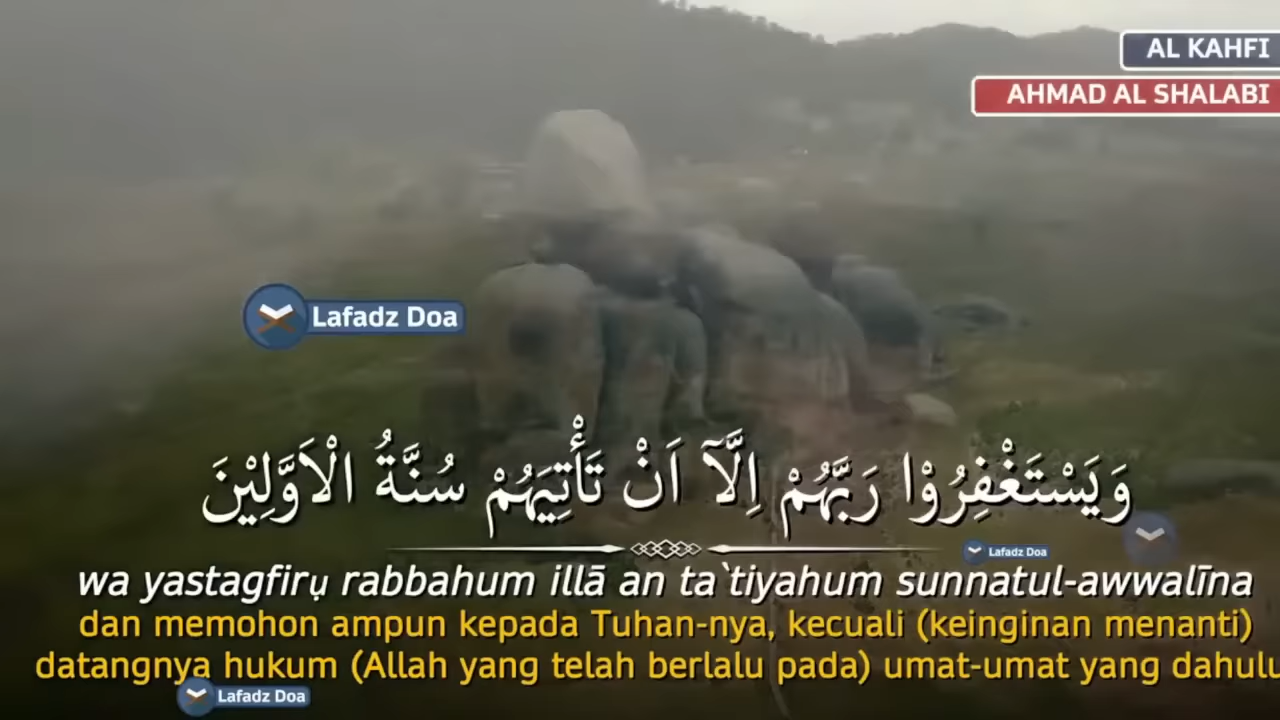 AL KAHFI
AHMAD AL SHALABI
Lafadz Doa
وَيَسْتَغْفِرُوْا رَبَّهُمْ اِلَّآ اَنْ تَأْتِيَهُمْ سُنَّةُ الْاَوَّلِيْنَ
Lafadz Doa
wa yastagfirụ rabbahum illā an ta`tiyahum sunnatul-awwalīna
dan memohon ampun kepada Tuhan-nya, kecuali (keinginan menanti)
datangnya hukum (Allah yang telah berlalu pada) umat-umat yang dahulu
Lafadz Doa